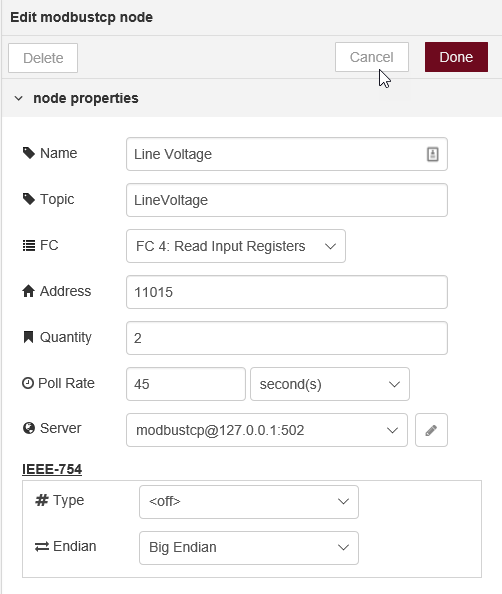 Edit modbustcp node
Delete
Cancel
Done
node properties
Name
Line Voltage
Topic
LineVoltage
FC
FC 4: Read Input Registers
Address
11015
Quantity
2
Poll Rate
45
second(s)
Server
modbustcp@127.0.0.1:502
IEEE-754
Type
<off>
Endian
Big Endian